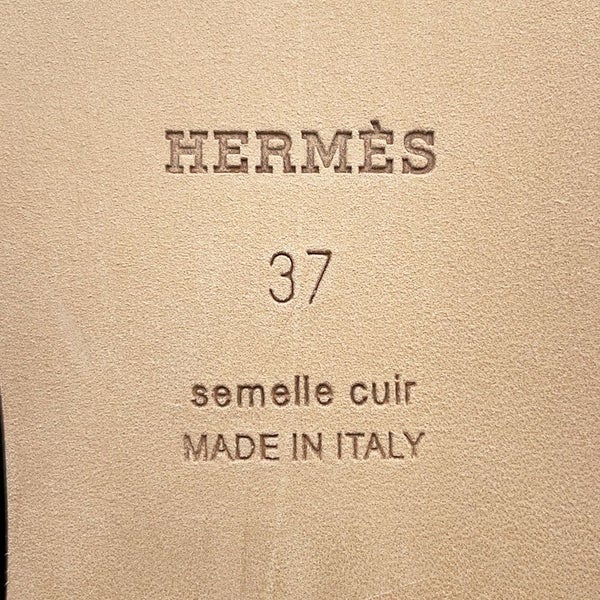 HERMÈS
37
semelle cuir
MADE IN ITALY